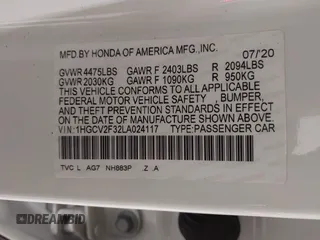 MFD.BY HONDA OF AMERICA MFG.,INC. 07/'20
GVWR 4475LBS GAWR F 2403LBS R 2094LBS
GVWR 2030KG GAWR F 1090KG R 950KG
THIS VEHICLE CONFORMS TO ALL APPLICABLE
FEDERAL MOTOR VEHICLE SAFETY, BUMPER, AND
THEFT PREVENTION STANDARDS IN EFFECT ON
THE DATE OF MANUFACTURE SHOWN ABOVE.
VIN: 1HGCV2F32LA024117 TYPE:PASSENGER CAR
TVC L AG7 NH883P .Z .A
DREAMBID